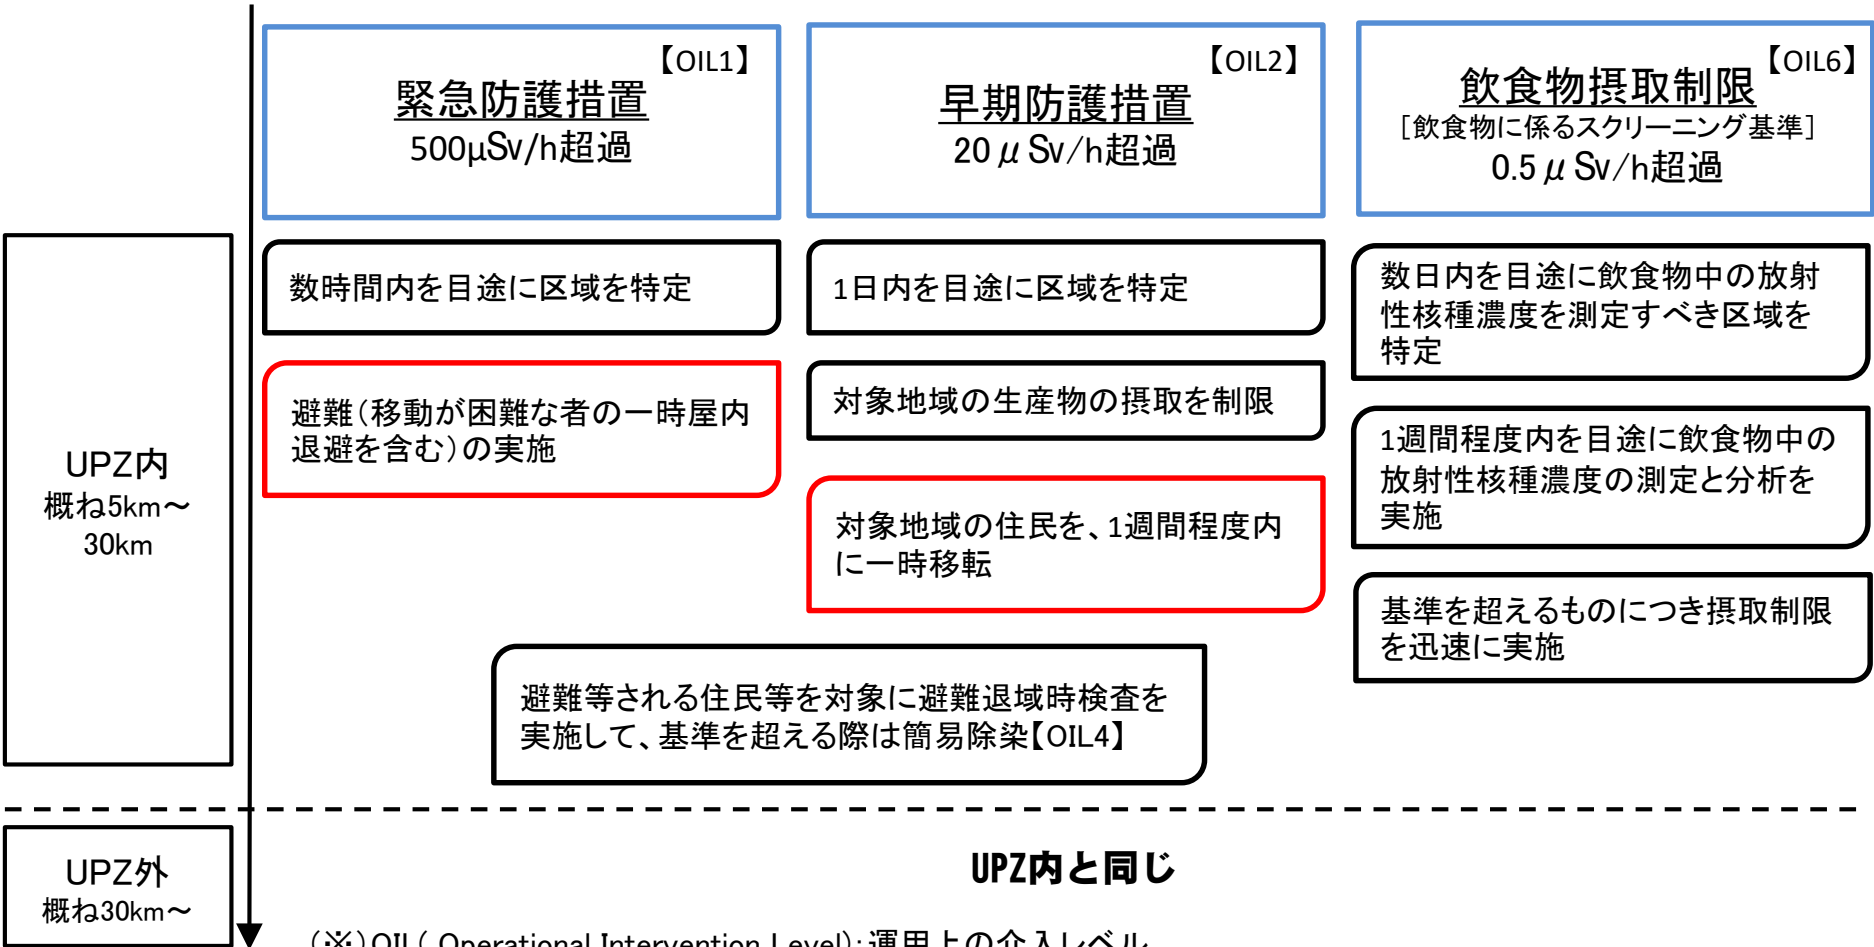 【OIL1】
緊急防護措置
500μSv/h超過
【OIL2】
早期防護措置
20μSv/h超過
【OIL6】
飲食物摂取制限
[飲食物に係るスクリーニング基準]
0.5μSv/h超過
UPZ内
概ね5km～
30km
数時間内を目途に区域を特定
避難(移動が困難な者の一時屋内
退避を含む)の実施
1日内を目途に区域を特定
対象地域の生産物の摂取を制限
対象地域の住民を、1週間程度内
に一時移転
数日内を目途に飲食物中の放射
性核種濃度を測定すべき区域を
特定
1週間程度内を目途に飲食物中の
放射性核種濃度の測定と分析を
実施
基準を超えるものにつき摂取制限
を迅速に実施
避難等される住民等を対象に避難退域時検査を
実施して、基準を超える際は簡易除染【OIL4】
UPZ外
概ね30km～
UPZ内と同じ
(※)OIL( Operational Intervention Level):運用上の介入レベル